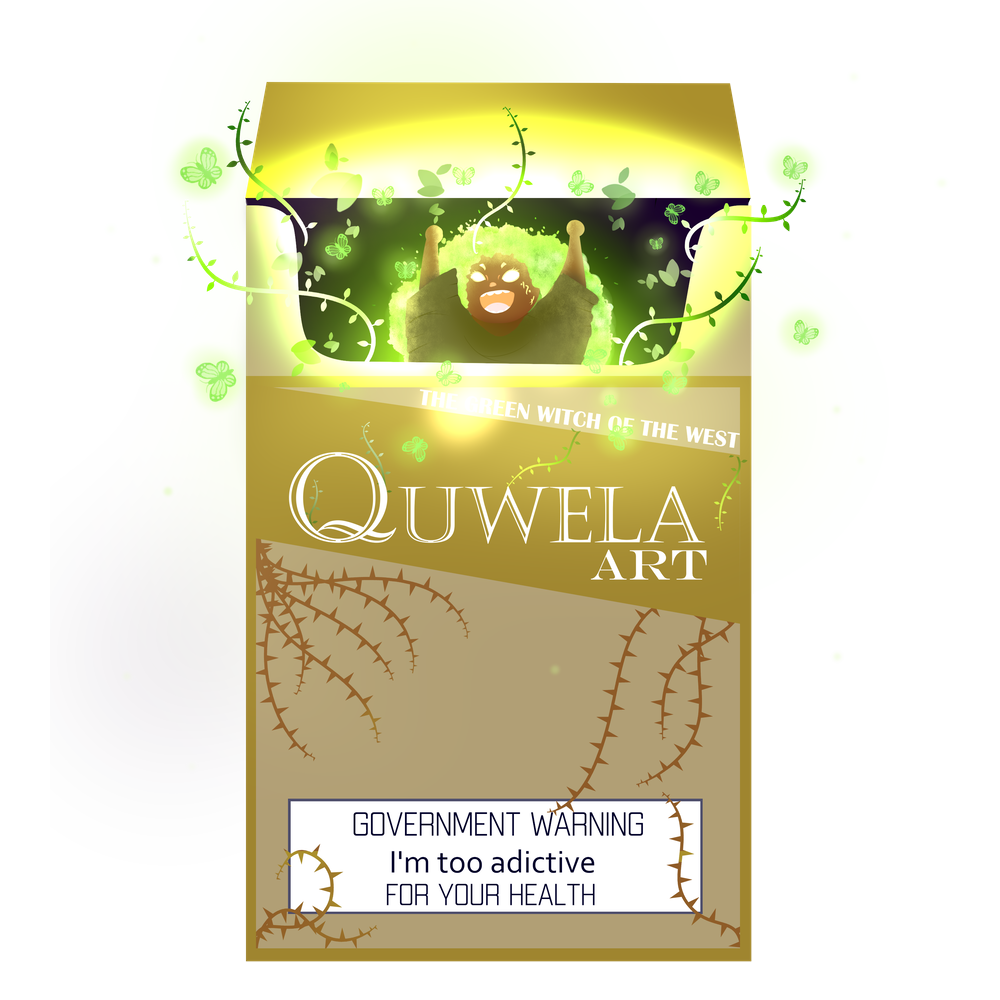 THE GREEN WITCH OF THE WEST
QUWELA
ART
GOVERNMENT WARNING
I'm too adictive
FOR YOUR HEALTH